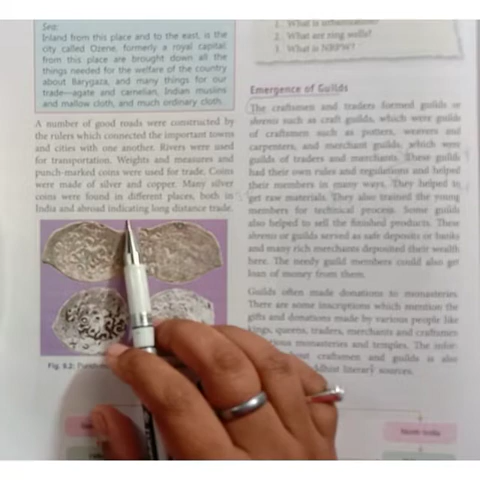 Sea:
Inland from this place and to the east, is the
city called Ozene, formerly a royal capital;
from this place are brought down all the
things needed for the welfare of the country
about Barygaza, and many things for our
trade—agate and carnelian, Indian muslins
and mallow cloth, and much ordinary cloth.
A number of good roads were constructed by
the rulers which connected the important towns
and cities with one another. Rivers were used
for transportation. Weights and measures and
punch-marked coins were used for trade. Coins
were made of silver and copper. Many silver
coins were found in different places, both in
India and abroad indicating long distance trade.
Fig. 9.2:
1. What is urbanisation?
2. What are ring wells?
3. What is NBPW?
Emergence of Guilds
The craftsmen and traders formed guilds or
shrenis such as craft guilds, which were guilds
of craftsmen such as potters, weavers and
carpenters, and merchant guilds, which were
guilds of traders and merchants. These guilds
had their own rules and regulations and helped
their members in many ways. They helped to
get raw materials. They also trained the young
members for technical process. Some guilds
also helped to sell the finished products. These
shrenis or guilds served as safe deposits or banks
and many rich merchants deposited their wealth
here. The needy guild members could also get
loan of money from them.
Guilds often made donations to monasteries.
There are some inscriptions which mention the
gifts and donations made by various people like
kings, queens, traders, merchants and craftsmen
monasteries and temples. The infor-
craftsmen and guilds is also
literary sources.
North India